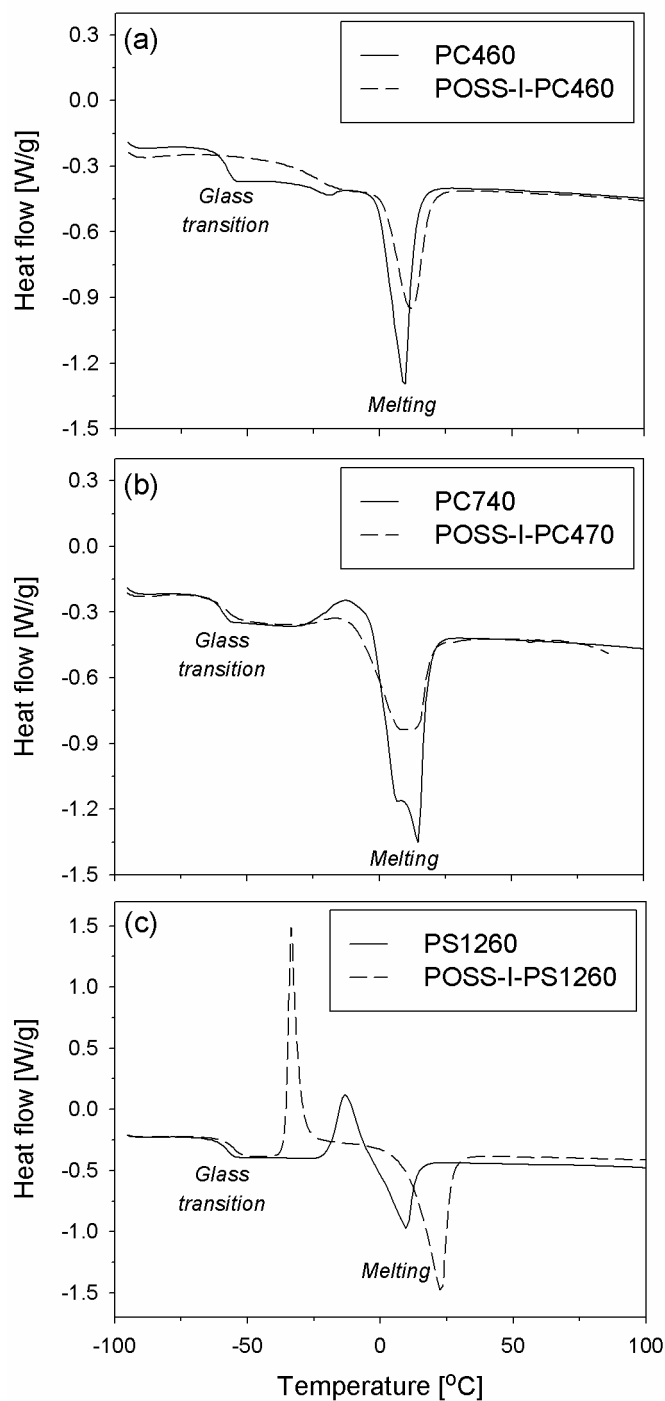 (a)
PC460
POSS-I-PC460
0.3
0.0
-0.3
-0.6
-0.9
-1.2
-1.5
Heat flow [W/g]
Glass
transition
Melting
(b)
PC740
POSS-I-PC470
0.3
0.0
-0.3
-0.6
-0.9
-1.2
-1.5
Heat flow [W/g]
Glass
transition
Melting
(c)
PS1260
POSS-I-PS1260
1.5
1.0
0.5
0.0
-0.5
-1.0
-1.5
Heat flow [W/g]
Glass
transition
Melting
-100 -50 0 50 100
Temperature [°C]